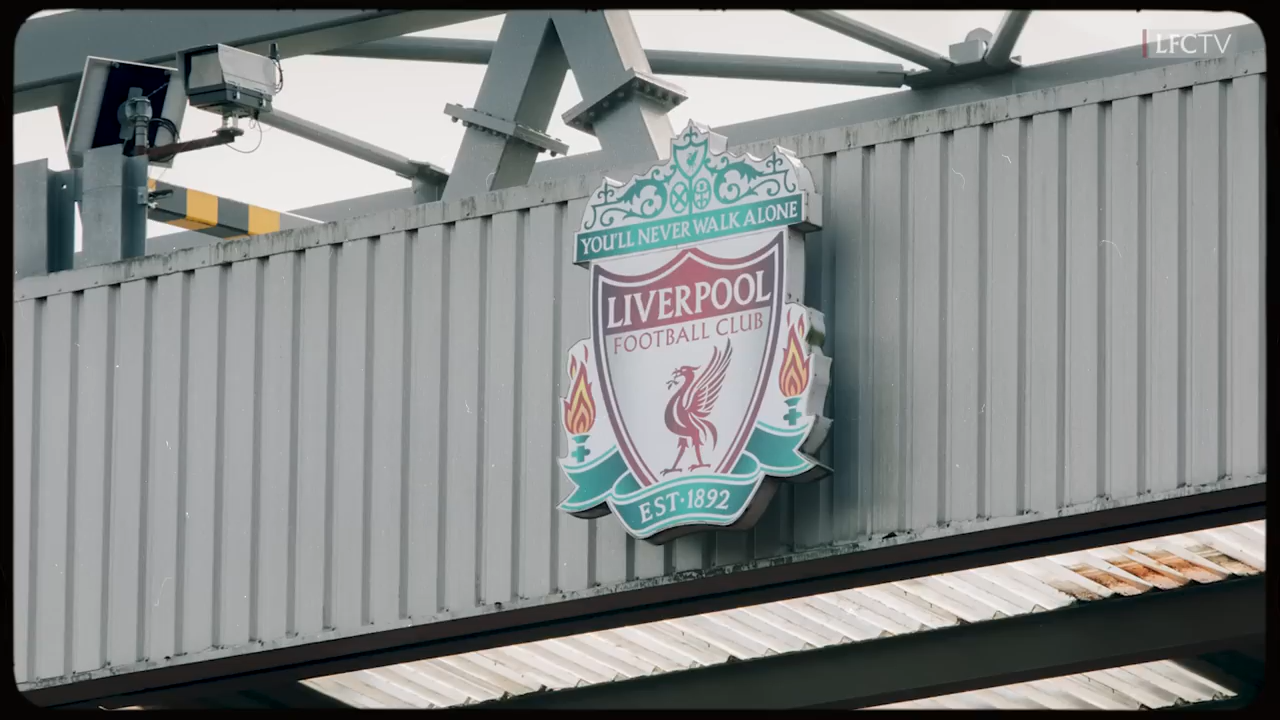 LFCTV
YOU'LL NEVER WALK ALONE
LIVERPOOL
FOOTBALL CLUB
EST·1892